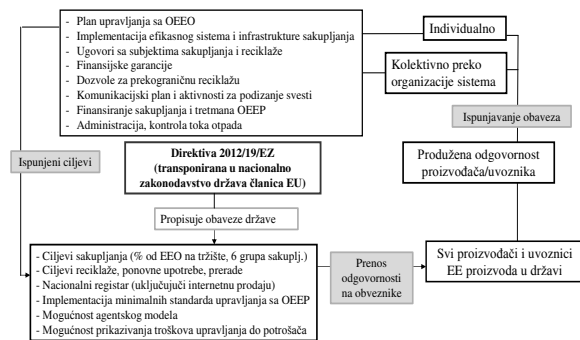 - Plan upravljanja sa OEEO
- Implementacija efikasnog sistema i infrastrukture sakupljanja
- Ugovori sa subjektima sakupljanja i reciklaže
- Finansijske garancije
- Dozvole za prekograničnu reciklažu
- Komunikacijski plan i aktivnosti za podizanje svesti
- Finansiranje sakupljanja i tretmana OEEP
- Administracija, kontrola toka otpada
Individualno
Kolektivno preko
organizacije sistema
Ispunjavanje obaveza
Ispunjeni ciljevi
Direktiva 2012/19/EZ
(transponirana u nacionalno
zakonodavstvo država članica EU)
Produžena odgovornost
proizvođača/uvoznika
Propisuje obaveze države
- Ciljevi sakupljanja (% od EEO na tržište, 6 grupa sakuplj.)
- Ciljevi reciklaže, ponovne upotrebe, prerade
- Nacionalni registar (uključujući internetnu prodaju)
- Implementacija minimalnih standarda upravljanja sa OEEP
- Mogućnost agentskog modela
- Mogućnost prikazivanja troškova upravljanja do potrošača
Prenos
odgovornosti
na obveznike
Svi proizvođači i uvoznici
EE proizvoda u državi